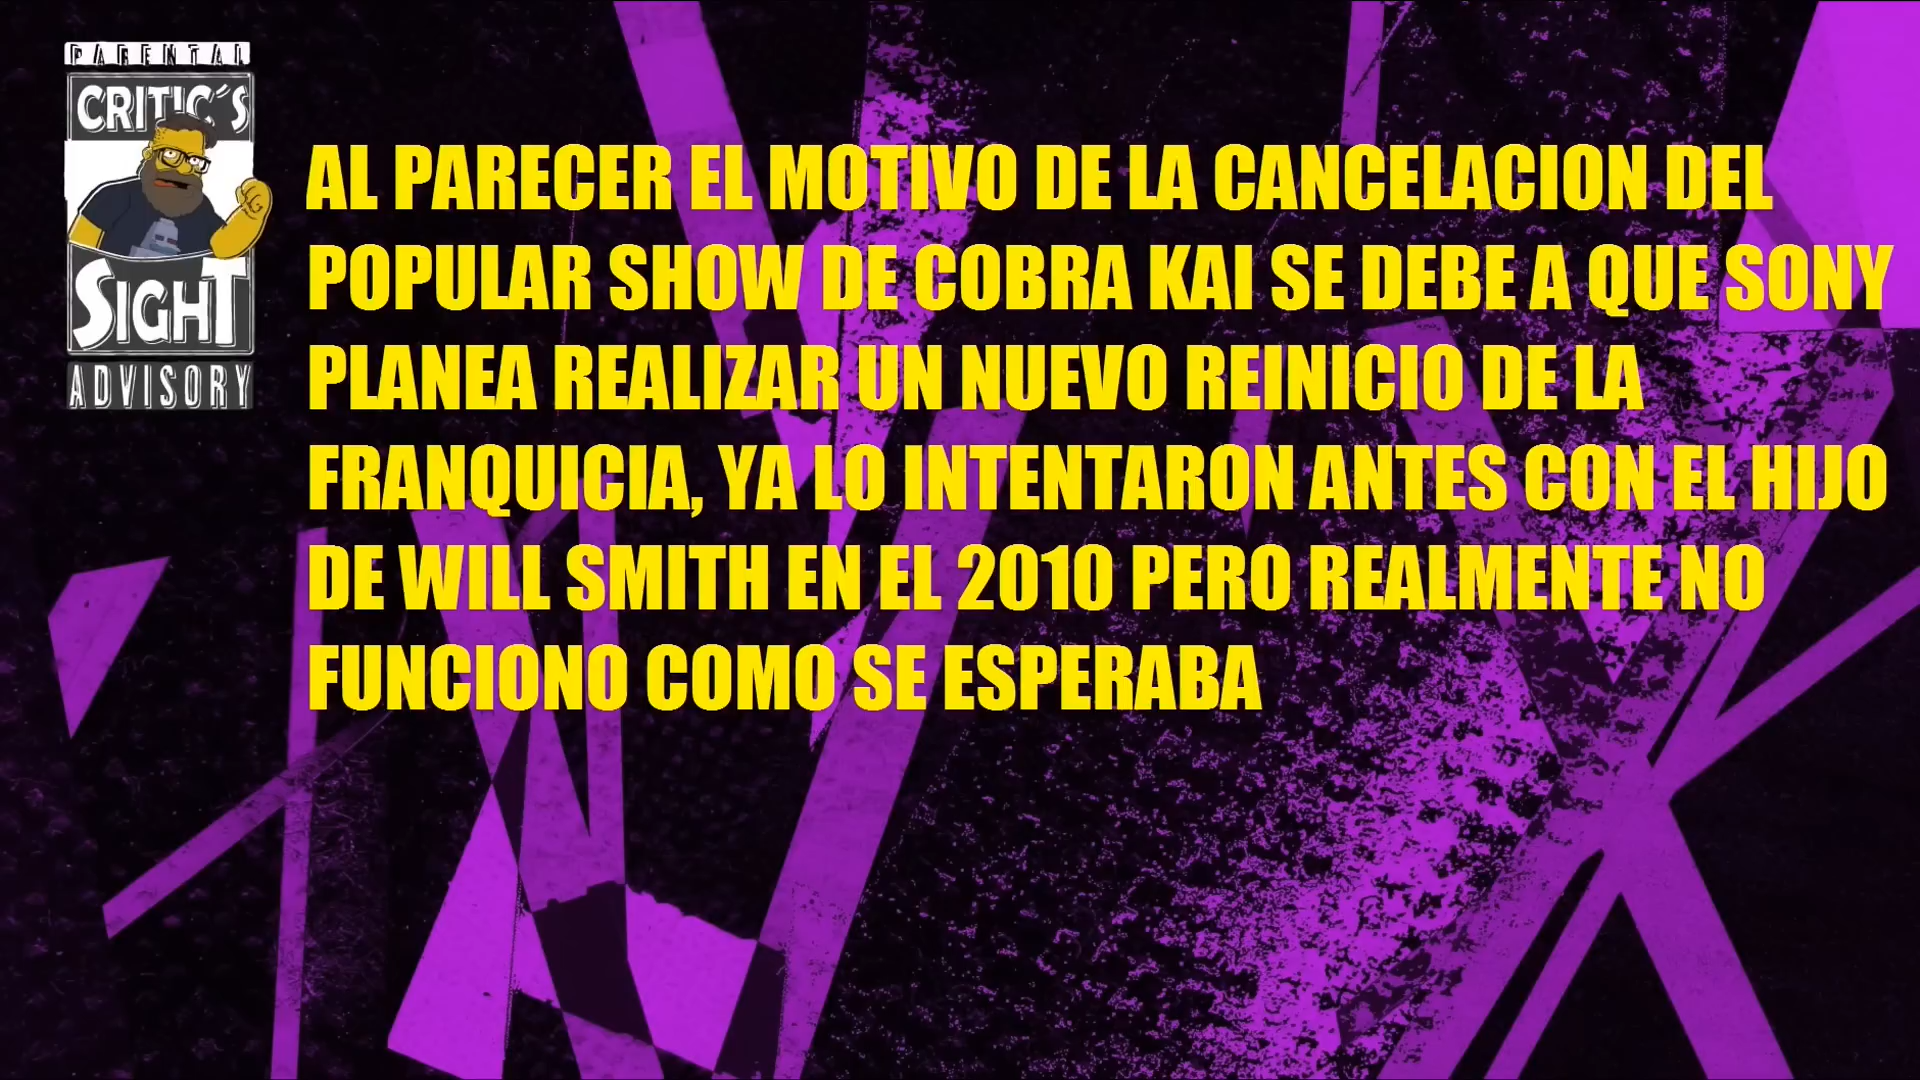 PARENTAL
CRITIC´S
SIGHT
ADVISORY
AL PARECER EL MOTIVO DE LA CANCELACION DEL
POPULAR SHOW DE COBRA KAI SE DEBE A QUE SONY
PLANEA REALIZAR UN NUEVO REINICIO DE LA
FRANQUICIA, YA LO INTENTARON ANTES CON EL HIJO
DE WILL SMITH EN EL 2010 PERO REALMENTE NO
FUNCIONO COMO SE ESPERABA